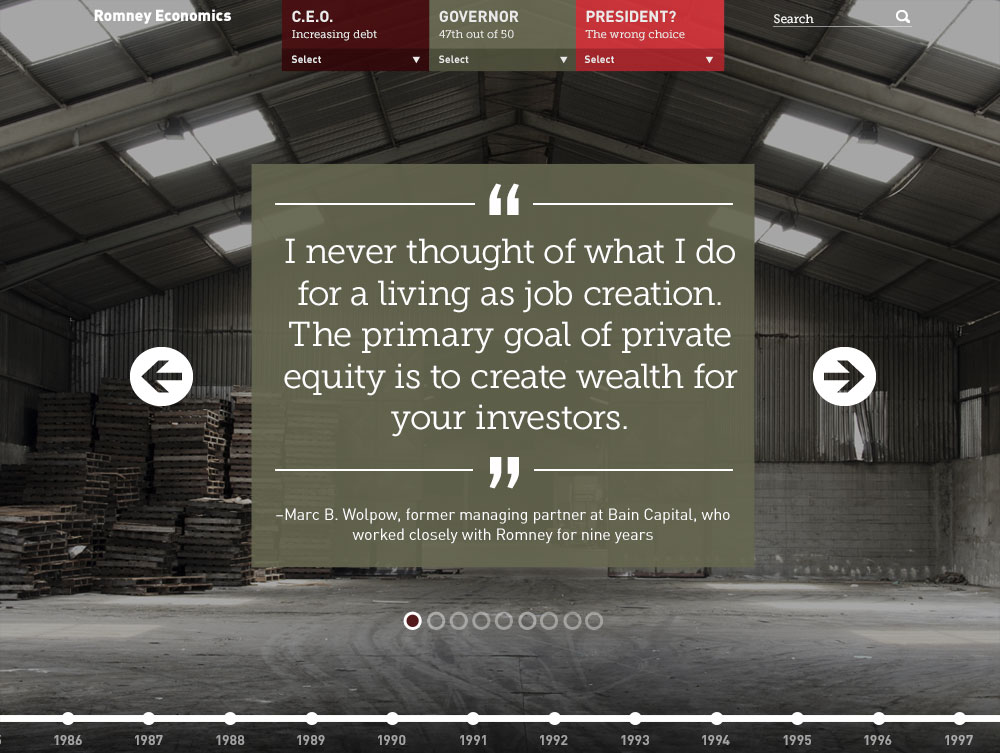 Romney Economics
C.E.O.
Increasing debt
Select
GOVERNOR
47th out of 50
Select
PRESIDENT?
The wrong choice
Select
Search
“
I never thought of what I do
for a living as job creation.
The primary goal of private
equity is to create wealth for
your investors.
”
–Marc B. Wolpow, former managing partner at Bain Capital, who
worked closely with Romney for nine years
1986 1987 1988 1989 1990 1991 1992 1993 1994 1995 1996 1997